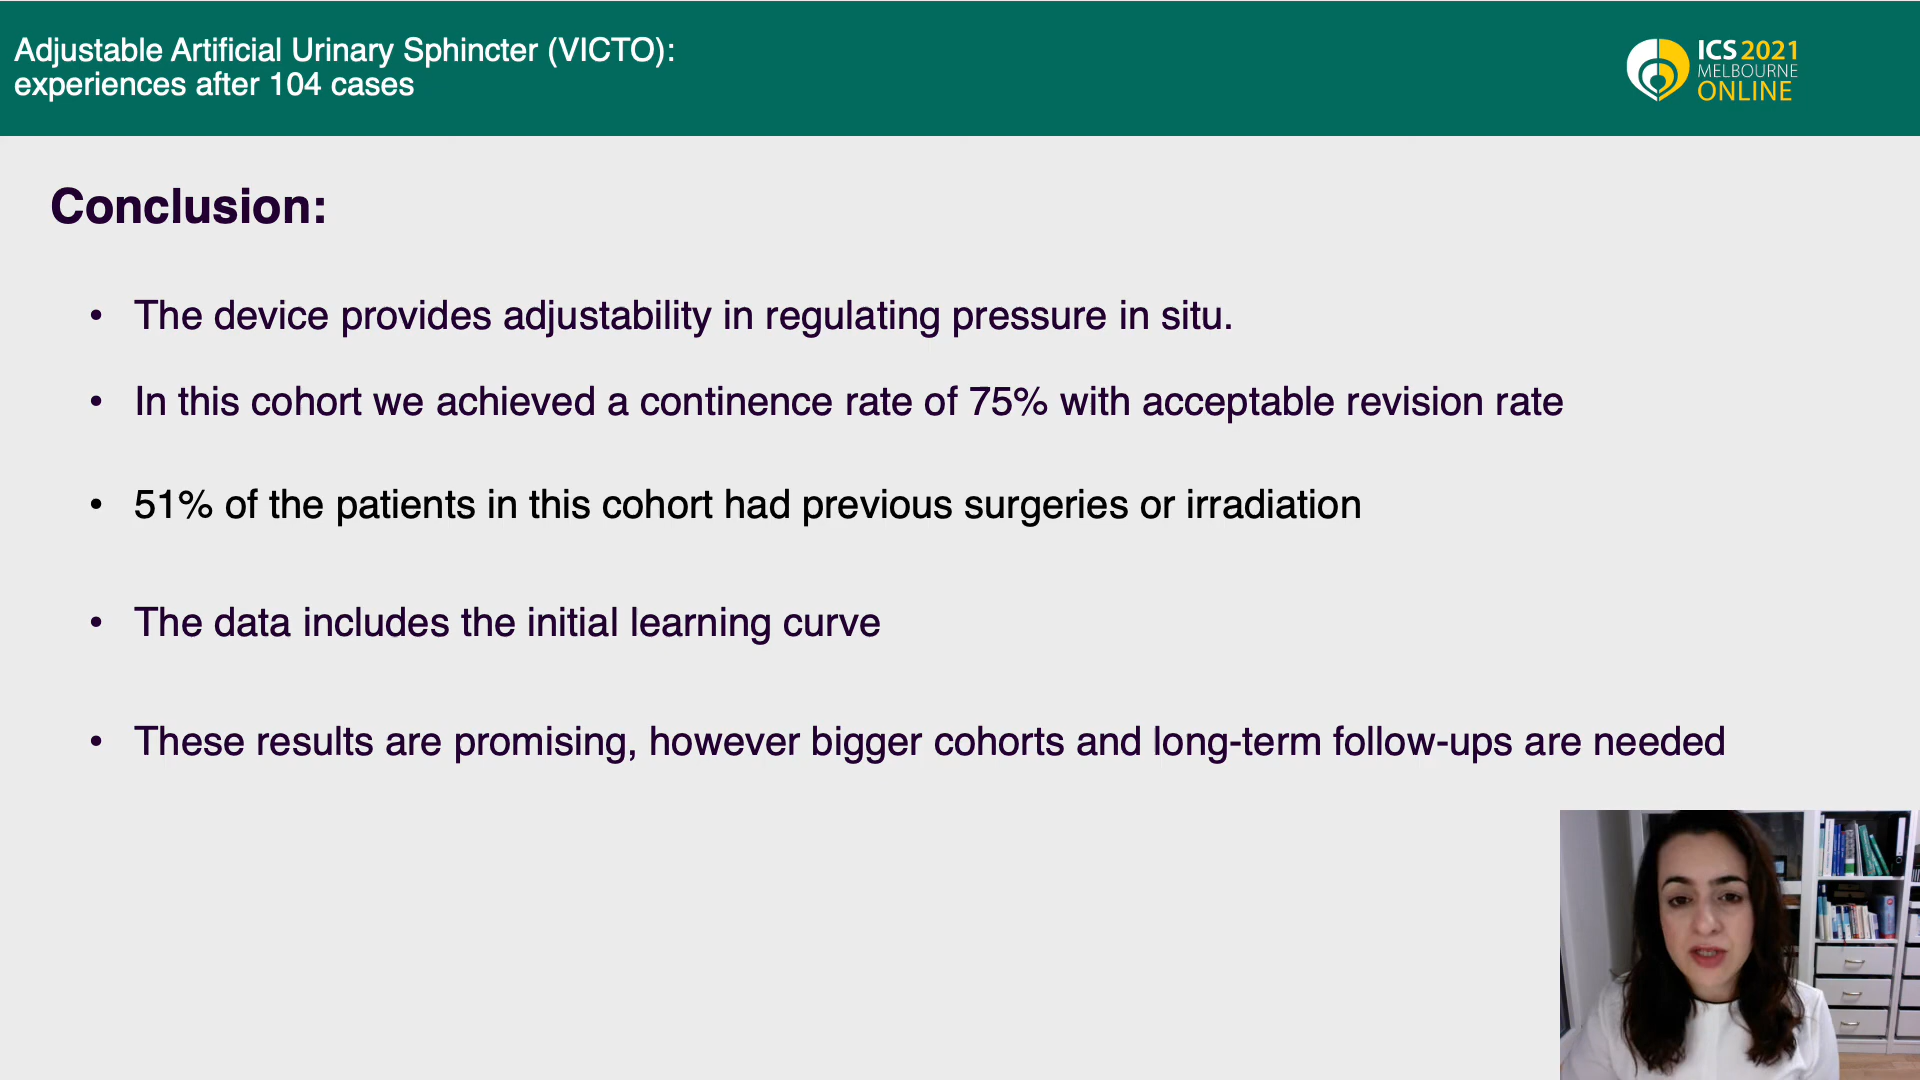 Adjustable Artificial Urinary Sphincter (VICTO):
experiences after 104 cases
ICS 2021
MELBOURNE
ONLINE
Conclusion:
• The device provides adjustability in regulating pressure in situ.
• In this cohort we achieved a continence rate of 75% with acceptable revision rate
• 51% of the patients in this cohort had previous surgeries or irradiation
• The data includes the initial learning curve
• These results are promising, however bigger cohorts and long-term follow-ups are needed